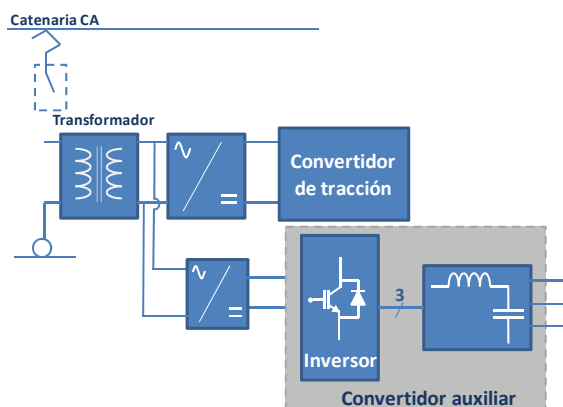 Catenaria CA
Transformador
Convertidor
de tracción
3
Inversor
Convertidor auxiliar